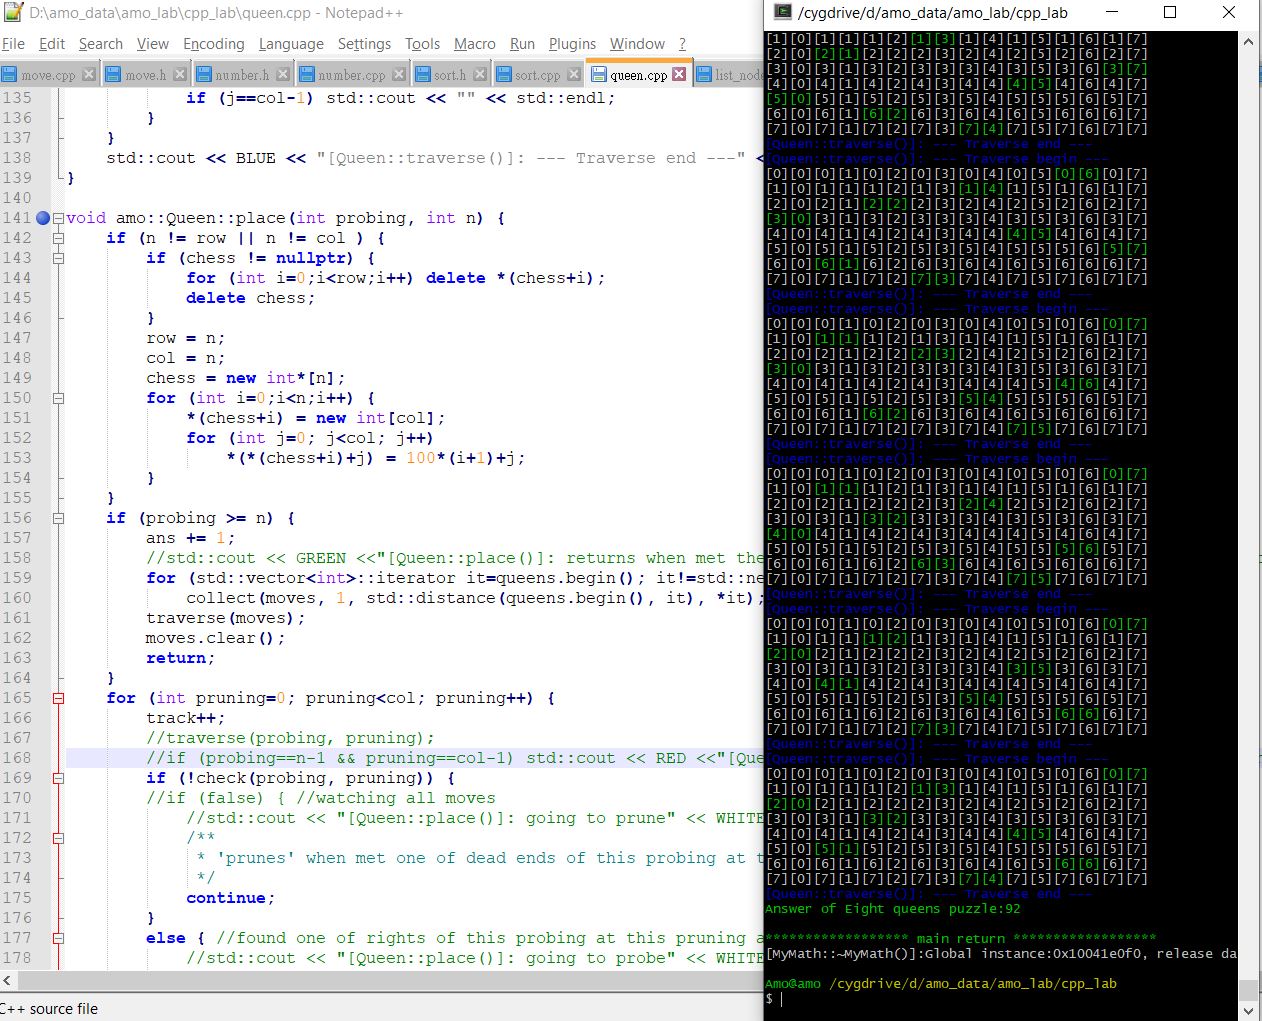 D:\amo_data\amo_lab\cpp_lab\queen.cpp - Notepad++
File Edit Search View Encoding Language Settings Tools Macro Run Plugins Window ?
move.cpp move.h number.h number.cpp sort.h sort.cpp queen.cpp list_node
135 if (j==col-1) std::cout << "" << std::endl;
136 }
137 }
138 std::cout << BLUE << "[Queen::traverse()]: --- Traverse end ---" <
139 }
140
141 void amo::Queen::place(int probing, int n) {
142 if (n != row || n != col ) {
143 if (chess != nullptr) {
144 for (int i=0;i<row;i++) delete *(chess+i);
145 delete chess;
146 }
147 row = n;
148 col = n;
149 chess = new int*[n];
150 for (int i=0;i<n;i++) {
151 *(chess+i) = new int[col];
152 for (int j=0; j<col; j++)
153 *(*(chess+i)+j) = 100*(i+1)+j;
154 }
155 }
156 if (probing >= n) {
157 ans += 1;
158 //std::cout << GREEN <<"[Queen::place()]: returns when met the
159 for (std::vector<int>::iterator it=queens.begin(); it!=std::ne
160 collect(moves, 1, std::distance(queens.begin(), it), *it);
161 traverse(moves);
162 moves.clear();
163 return;
164 }
165 for (int pruning=0; pruning<col; pruning++) {
166 track++;
167 //traverse(probing, pruning);
168 //if (probing==n-1 && pruning==col-1) std::cout << RED <<"[Que
169 if (!check(probing, pruning)) {
170 //if (false) { //watching all moves
171 //std::cout << "[Queen::place()]: going to prune" << WHITE
172 /**
173 * 'prunes' when met one of dead ends of this probing at t
174 */
175 continue;
176 }
177 else { //found one of rights of this probing at this pruning a
178 //std::cout << "[Queen::place()]: going to probe" << WHITE
C++ source file
/cygdrive/d/amo_data/amo_lab/cpp_lab
[1][0][1][1][1][2][1][3][1][4][1][5][1][6][1][7]
[2][0][2][1][2][2][2][3][2][4][2][5][2][6][2][7]
[3][0][3][1][3][2][3][3][3][4][3][5][3][6][3][7]
[4][0][4][1][4][2][4][3][4][4][4][5][4][6][4][7]
[5][0][5][1][5][2][5][3][5][4][5][5][5][6][5][7]
[6][0][6][1][6][2][6][3][6][4][6][5][6][6][6][7]
[7][0][7][1][7][2][7][3][7][4][7][5][7][6][7][7]
[Queen::traverse()]: --- Traverse end ---
[Queen::traverse()]: --- Traverse begin ---
[0][0][0][1][0][2][0][3][0][4][0][5][0][6][0][7]
[1][0][1][1][1][2][1][3][1][4][1][5][1][6][1][7]
[2][0][2][1][2][2][2][3][2][4][2][5][2][6][2][7]
[3][0][3][1][3][2][3][3][3][4][3][5][3][6][3][7]
[4][0][4][1][4][2][4][3][4][4][4][5][4][6][4][7]
[5][0][5][1][5][2][5][3][5][4][5][5][5][6][5][7]
[6][0][6][1][6][2][6][3][6][4][6][5][6][6][6][7]
[7][0][7][1][7][2][7][3][7][4][7][5][7][6][7][7]
[Queen::traverse()]: --- Traverse end ---
[Queen::traverse()]: --- Traverse begin ---
[0][0][0][1][0][2][0][3][0][4][0][5][0][6][0][7]
[1][0][1][1][1][2][1][3][1][4][1][5][1][6][1][7]
[2][0][2][1][2][2][2][3][2][4][2][5][2][6][2][7]
[3][0][3][1][3][2][3][3][3][4][3][5][3][6][3][7]
[4][0][4][1][4][2][4][3][4][4][4][5][4][6][4][7]
[5][0][5][1][5][2][5][3][5][4][5][5][5][6][5][7]
[6][0][6][1][6][2][6][3][6][4][6][5][6][6][6][7]
[7][0][7][1][7][2][7][3][7][4][7][5][7][6][7][7]
[Queen::traverse()]: --- Traverse end ---
[Queen::traverse()]: --- Traverse begin ---
[0][0][0][1][0][2][0][3][0][4][0][5][0][6][0][7]
[1][0][1][1][1][2][1][3][1][4][1][5][1][6][1][7]
[2][0][2][1][2][2][2][3][2][4][2][5][2][6][2][7]
[3][0][3][1][3][2][3][3][3][4][3][5][3][6][3][7]
[4][0][4][1][4][2][4][3][4][4][4][5][4][6][4][7]
[5][0][5][1][5][2][5][3][5][4][5][5][5][6][5][7]
[6][0][6][1][6][2][6][3][6][4][6][5][6][6][6][7]
[7][0][7][1][7][2][7][3][7][4][7][5][7][6][7][7]
[Queen::traverse()]: --- Traverse end ---
[Queen::traverse()]: --- Traverse begin ---
[0][0][0][1][0][2][0][3][0][4][0][5][0][6][0][7]
[1][0][1][1][1][2][1][3][1][4][1][5][1][6][1][7]
[2][0][2][1][2][2][2][3][2][4][2][5][2][6][2][7]
[3][0][3][1][3][2][3][3][3][4][3][5][3][6][3][7]
[4][0][4][1][4][2][4][3][4][4][4][5][4][6][4][7]
[5][0][5][1][5][2][5][3][5][4][5][5][5][6][5][7]
[6][0][6][1][6][2][6][3][6][4][6][5][6][6][6][7]
[7][0][7][1][7][2][7][3][7][4][7][5][7][6][7][7]
[Queen::traverse()]: --- Traverse end ---
[Queen::traverse()]: --- Traverse begin ---
[0][0][0][1][0][2][0][3][0][4][0][5][0][6][0][7]
[1][0][1][1][1][2][1][3][1][4][1][5][1][6][1][7]
[2][0][2][1][2][2][2][3][2][4][2][5][2][6][2][7]
[3][0][3][1][3][2][3][3][3][4][3][5][3][6][3][7]
[4][0][4][1][4][2][4][3][4][4][4][5][4][6][4][7]
[5][0][5][1][5][2][5][3][5][4][5][5][5][6][5][7]
[6][0][6][1][6][2][6][3][6][4][6][5][6][6][6][7]
[7][0][7][1][7][2][7][3][7][4][7][5][7][6][7][7]
[Queen::traverse()]: --- Traverse end ---
Answer of Eight queens puzzle:92
****************** main return ******************
[MyMath::~MyMath()]:Global instance:0x10041e0f0, release da
Amo@amo /cygdrive/d/amo_data/amo_lab/cpp_lab
$